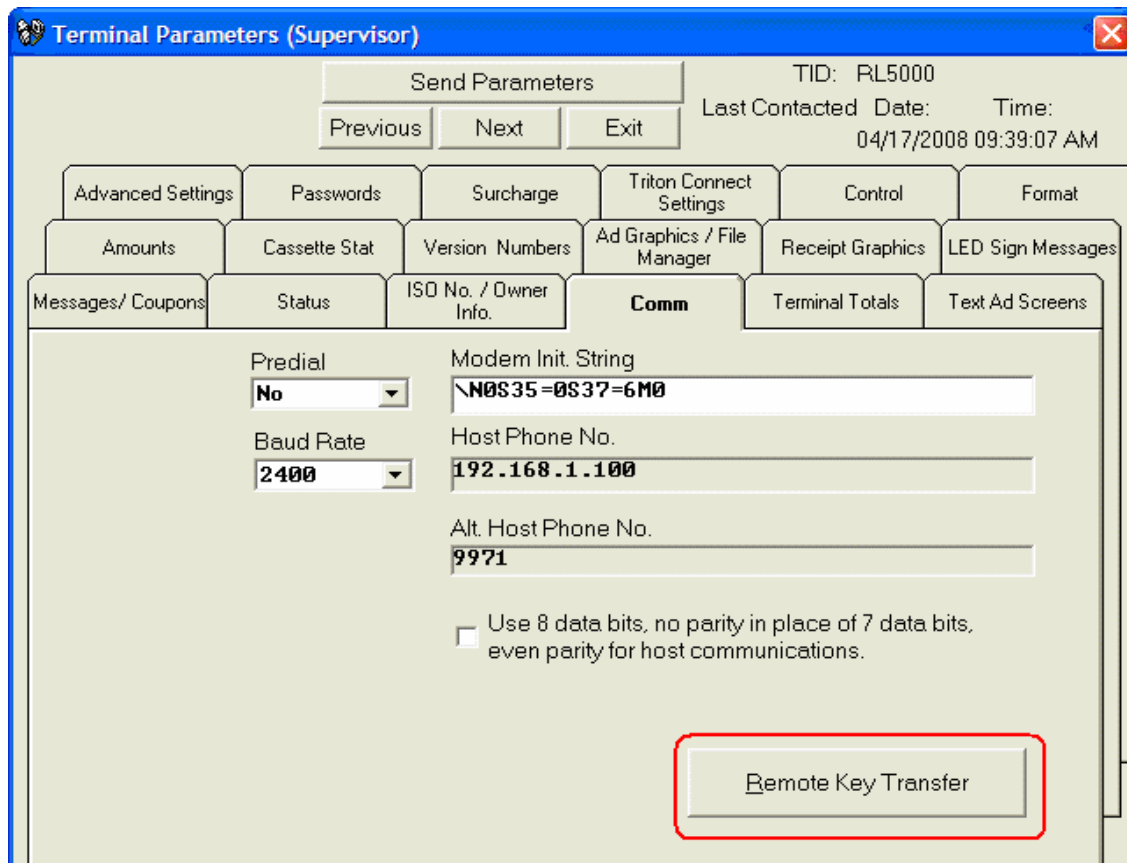 Terminal Parameters (Supervisor)
Send Parameters
Previous
Next
Exit
TID: RL5000
Last Contacted Date: Time:
04/17/2008 09:39:07 AM
Advanced Settings
Passwords
Surcharge
Triton Connect
Settings
Control
Format
Amounts
Cassette Stat
Version Numbers
Ad Graphics / File
Manager
Receipt Graphics
LED Sign Messages
Messages/ Coupons
Status
ISO No. / Owner
Info.
Comm
Terminal Totals
Text Ad Screens
Predial
No
Modem Init. String
\N0S35=0S37=6M0
Baud Rate
2400
Host Phone No.
192.168.1.100
Alt. Host Phone No.
9971
Use 8 data bits, no parity in place of 7 data bits,
even parity for host communications.
Remote Key Transfer